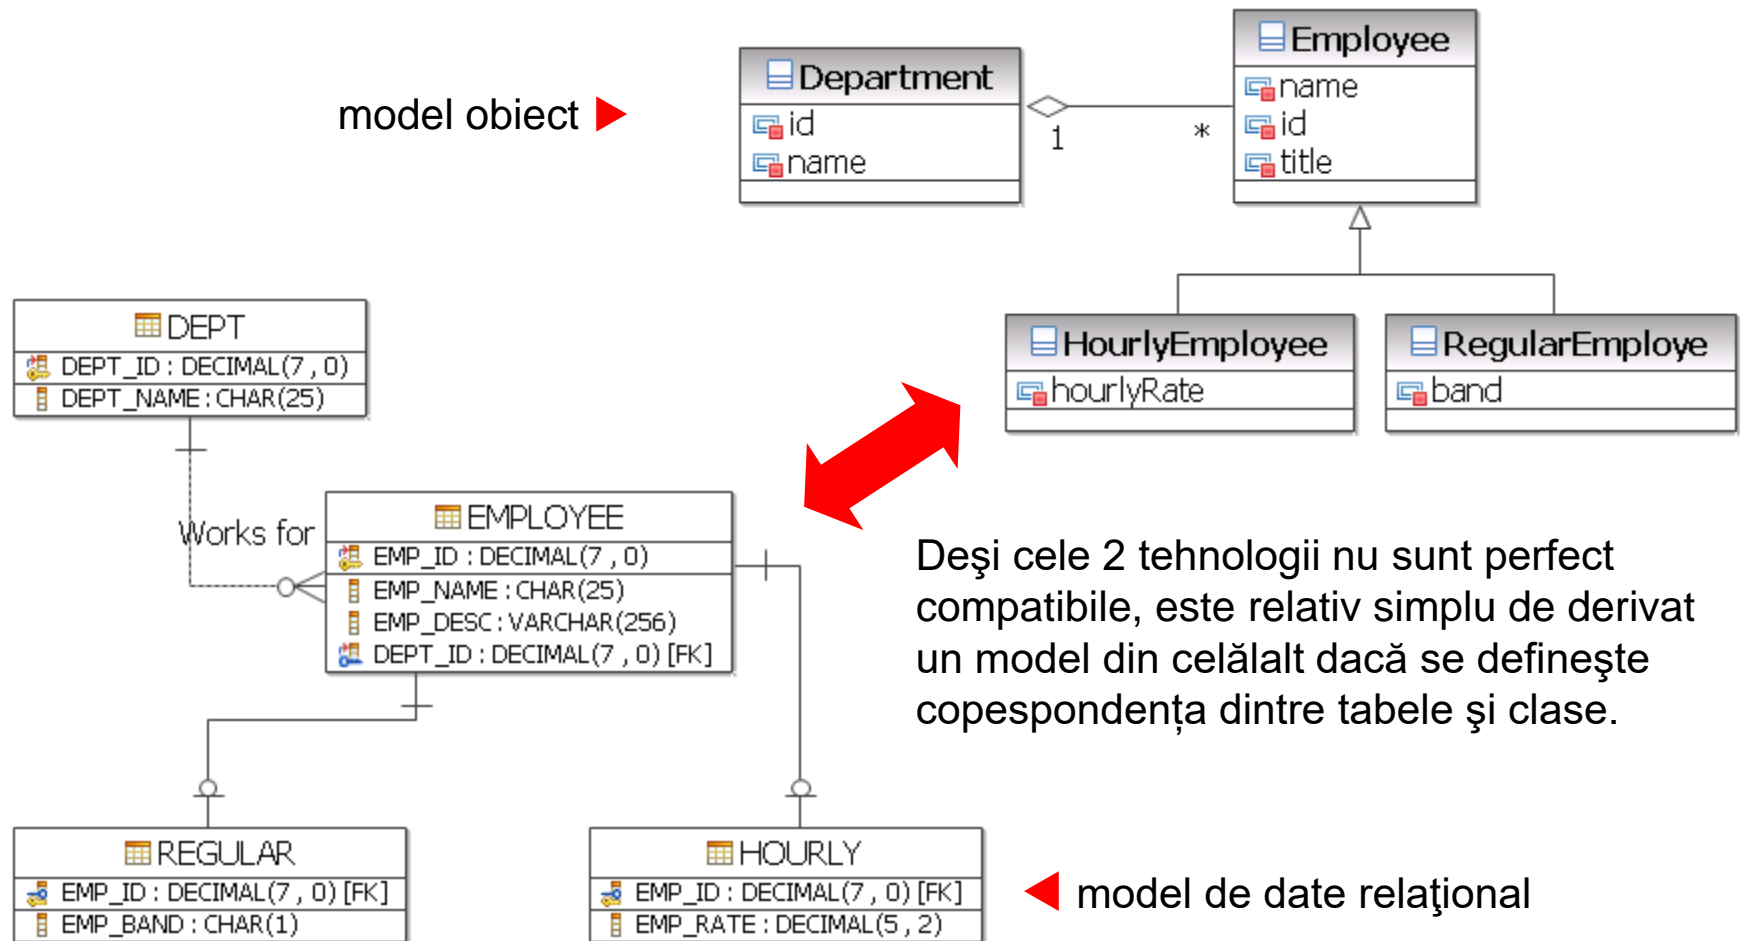 model obiect
Department
id
name
1
*
Employee
name
id
title
HourlyEmployee
hourlyRate
RegularEmploye
band
DEPT
DEPT_ID : DECIMAL(7 , 0)
DEPT_NAME : CHAR(25)
Works for
EMPLOYEE
EMP_ID : DECIMAL(7 , 0)
EMP_NAME : CHAR(25)
EMP_DESC : VARCHAR(256)
DEPT_ID : DECIMAL(7 , 0) [FK]
Deşi cele 2 tehnologii nu sunt perfect
compatibile, este relativ simplu de derivat
un model din celălalt dacă se defineşte
copespondența dintre tabele şi clase.
REGULAR
EMP_ID : DECIMAL(7 , 0) [FK]
EMP_BAND : CHAR(1)
HOURLY
EMP_ID : DECIMAL(7 , 0) [FK]
EMP_RATE : DECIMAL(5 , 2)
model de date relaţional